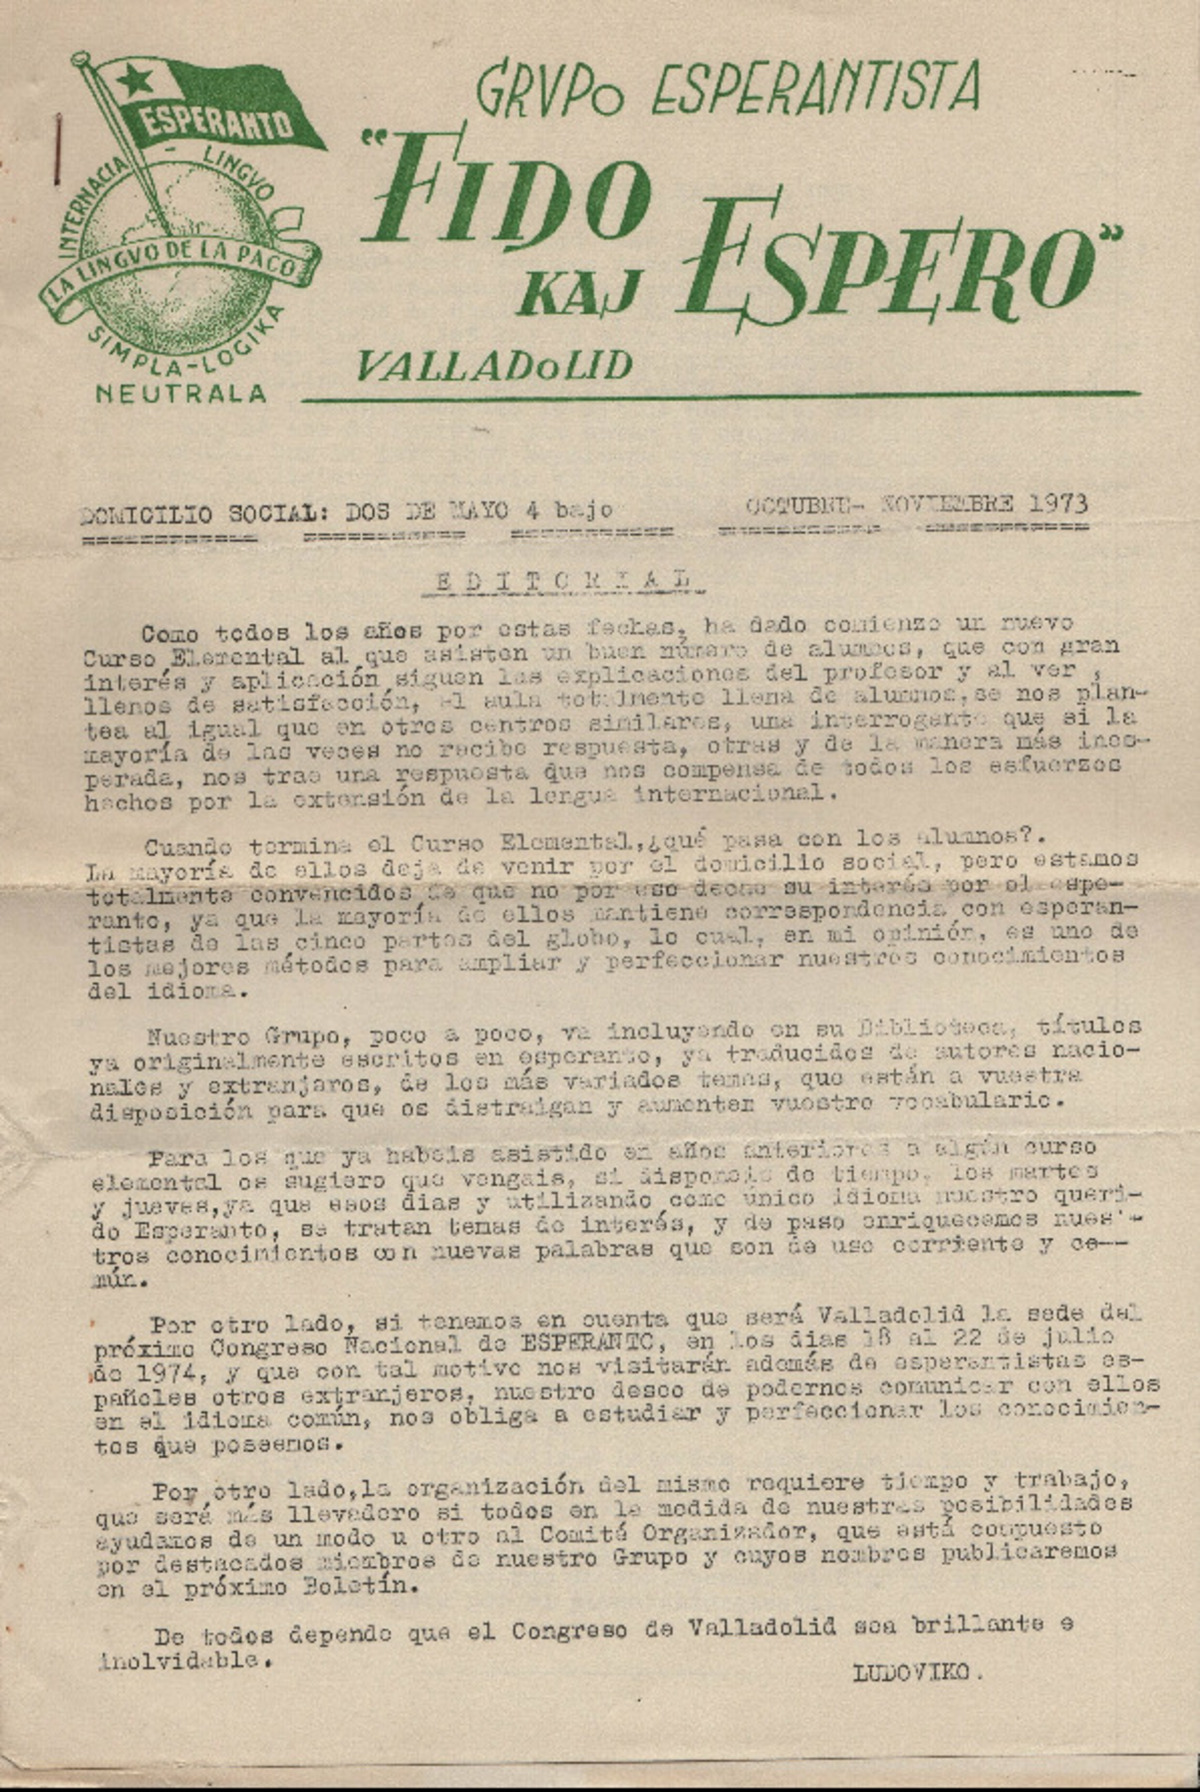 GRVPO ESPERANTISTA
"FIDO
KAJ ESPERO"
VALLADOLID
ESPERANTO
INTERNACIA - LINGVO
LA LINGVO DE LA PACO
SIMPLA-LOGIKA
NEUTRALA
DOMICILIO SOCIAL: DOS DE MAYO 4 bajo OCTUBRE- NOVIEMBRE 1973
E D I T O R I A L
Como todos los años por estas fechas, ha dado comienzo un nuevo
Curso Elemental al que asisten un buen número de alumnos, que con gran
interés y aplicación siguen las explicaciones del profesor y al ver ,
llenos de satisfacción, el aula totalmente llena de alumnos,se nos plan-
tea al igual que en otros centros similares, una interrogante que si la
mayoría de las veces no recibe respuesta, otras y de la manera más ines-
perada, nos trae una respuesta que nos compensa de todos los esfuerzos
hechos por la extensión de la lengua internacional.
Cuando termina el Curso Elemental,¿qué pasa con los alumnos?.
La mayoría de ellos deja de venir por el domicilio social, pero estamos
totalmente convencidos de que no por eso decae su interés por el espe-
ranto, ya que la mayoría de ellos mantiene correspondencia con esperan-
tistas de las cinco partes del globo, lo cual, en mi opinión, es uno de
los mejores métodos para ampliar y perfeccionar nuestros conocimientos
del idioma.
Nuestro Grupo, poco a poco, va incluyendo en su Biblioteca, títulos
ya originalmente escritos en esperanto, ya traducidos de autores nacio-
nales y extranjeros, de los más variados temas, que están a vuestra
disposición para que os distraigan y aumenten vuestro vocabulario.
Para los que ya habeis asistido en años anteriores a algún curso
elemental os sugiero que vengais, si disponeis de tiempo, los martes
y jueves,ya que esos dias y utilizando como único idioma nuestro queri-
do Esperanto, se tratan temas de interés, y de paso enriquecemos nues-
tros conocimientos con nuevas palabras que son de uso corriente y co--
mún.
Por otro lado, si tenemos en cuenta que será Valladolid la sede del
próximo Congreso Nacional de ESPERANTO, en los dias 18 al 22 de julio
de 1974, y que con tal motivo nos visitarán además de esperantistas es-
pañoles otros extranjeros, nuestro deseo de podernos comunicar con ellos
en el idioma común, nos obliga a estudiar y perfeccionar los conocimien-
tos que poseemos.
Por otro lado,la organización del mismo requiere tiempo y trabajo,
que será más llevadero si todos en la medida de nuestras posibilidades
ayudamos de un modo u otro al Comité Organizador, que está compuesto
por destacados miembros de nuestro Grupo y cuyos nombres publicaremos
en el próximo Boletín.
De todos depende que el Congreso de Valladolid sea brillante e
inolvidable.
LUDOVIKO.